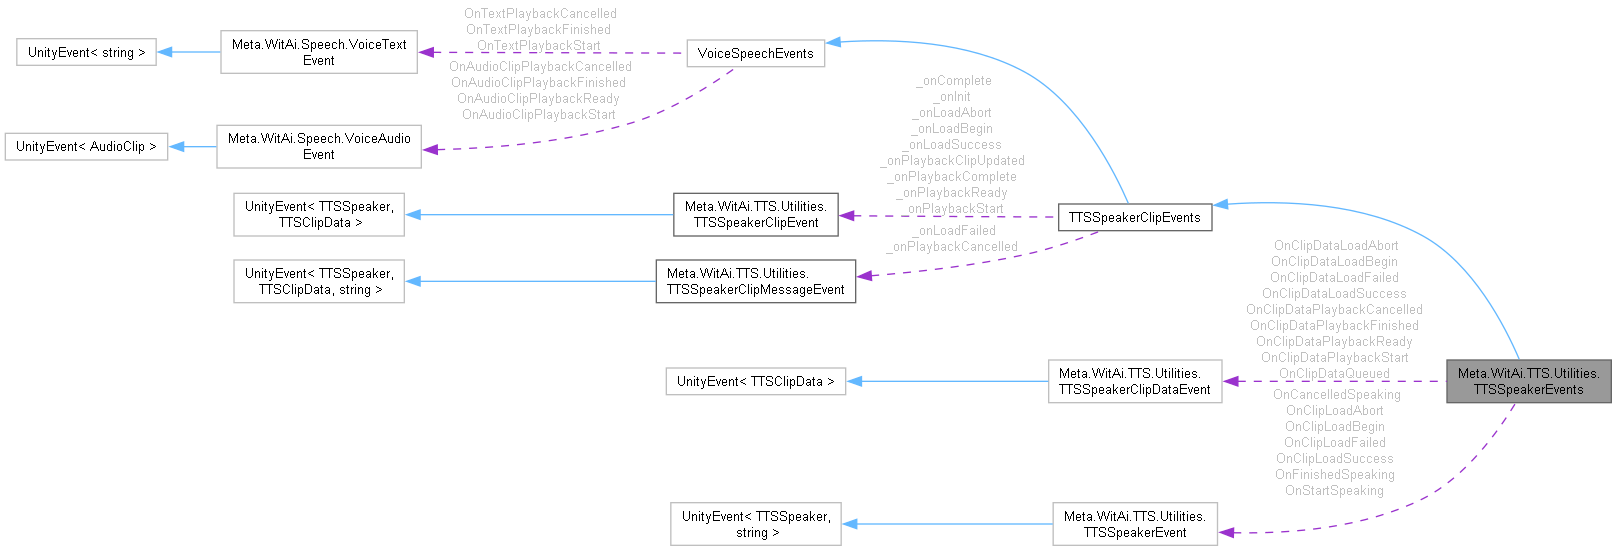 OnTextPlaybackCancelled
OnTextPlaybackFinished
OnTextPlaybackStart
UnityEvent< string >
Meta.WitAi.Speech.VoiceText
Event
VoiceSpeechEvents
OnAudioClipPlaybackCancelled
OnAudioClipPlaybackFinished
OnAudioClipPlaybackReady
OnAudioClipPlaybackStart
UnityEvent< AudioClip >
Meta.WitAi.Speech.VoiceAudio
Event
_onComplete
_onInit
_onLoadAbort
_onLoadBegin
_onLoadSuccess
_onPlaybackClipUpdated
_onPlaybackComplete
_onPlaybackReady
_onPlaybackStart
UnityEvent< TTSSpeaker,
TTSClipData >
Meta.WitAi.TTS.Utilities.
TTSSpeakerClipEvent
TTSSpeakerClipEvents
_onLoadFailed
_onPlaybackCancelled
UnityEvent< TTSSpeaker,
TTSClipData, string >
Meta.WitAi.TTS.Utilities.
TTSSpeakerClipMessageEvent
OnClipDataLoadAbort
OnClipDataLoadBegin
OnClipDataLoadFailed
OnClipDataLoadSuccess
OnClipDataPlaybackCancelled
OnClipDataPlaybackFinished
OnClipDataPlaybackReady
OnClipDataPlaybackStart
OnClipDataQueued
UnityEvent< TTSClipData >
Meta.WitAi.TTS.Utilities.
TTSSpeakerClipDataEvent
Meta.WitAi.TTS.Utilities.
TTSSpeakerEvents
OnCancelledSpeaking
OnClipLoadAbort
OnClipLoadBegin
OnClipLoadFailed
OnClipLoadSuccess
OnFinishedSpeaking
OnStartSpeaking
UnityEvent< TTSSpeaker,
string >
Meta.WitAi.TTS.Utilities.
TTSSpeakerEvent